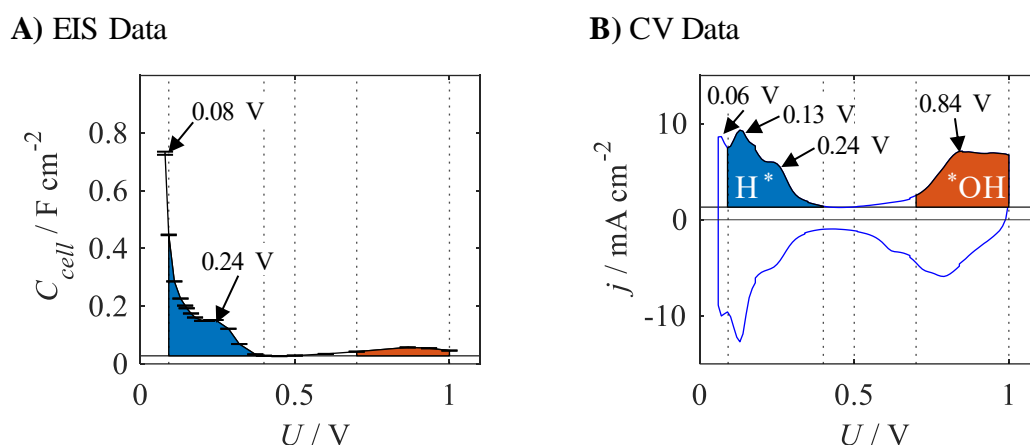 A) EIS Data
0.8
0.6
0.4
0.2
0
0
0.5
1
C_cell / F cm⁻²
U / V
0.08 V
0.24 V
B) CV Data
10
0
-10
0
0.5
1
j / mA cm⁻²
U / V
0.06 V
0.13 V
0.24 V
0.84 V
H*
*OH